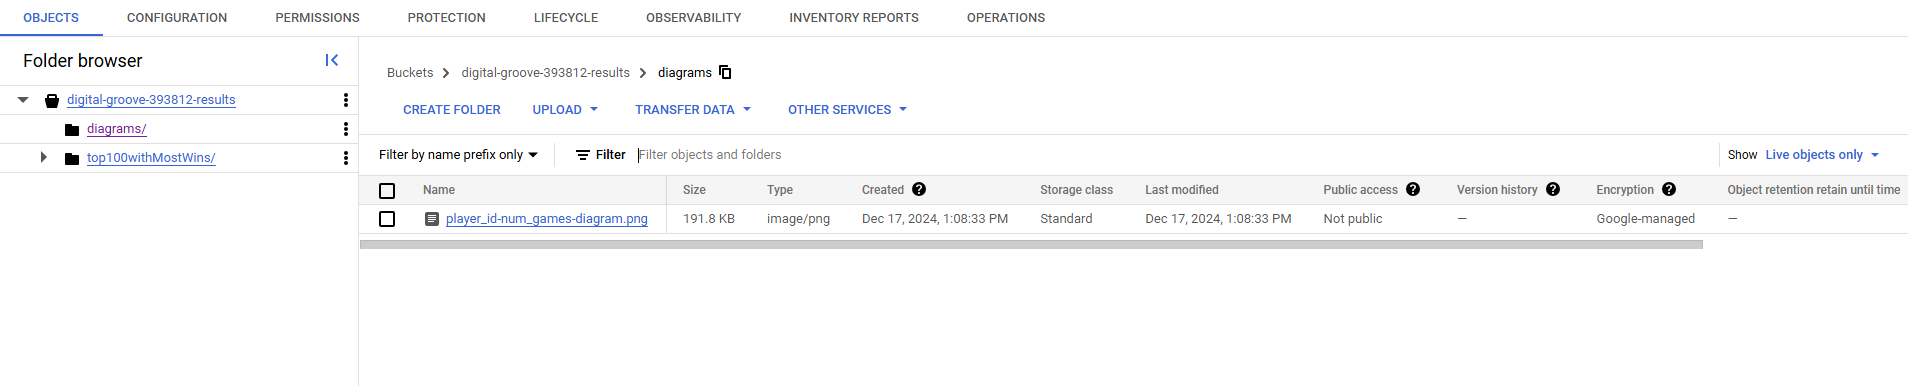 OBJECTS CONFIGURATION PERMISSIONS PROTECTION LIFECYCLE OBSERVABILITY INVENTORY REPORTS OPERATIONS
Folder browser
digital-groove-393812-results
diagrams/
top100withMostWins/
Buckets digital-groove-393812-results diagrams
CREATE FOLDER UPLOAD TRANSFER DATA OTHER SERVICES
Filter by name prefix only Filter Filter objects and folders Show Live objects only
Name Size Type Created Storage class Last modified Public access Version history Encryption Object retention retain until time
player_id-num_games-diagram.png 191.8 KB image/png Dec 17, 2024, 1:08:33 PM Standard Dec 17, 2024, 1:08:33 PM Not public — Google-managed —